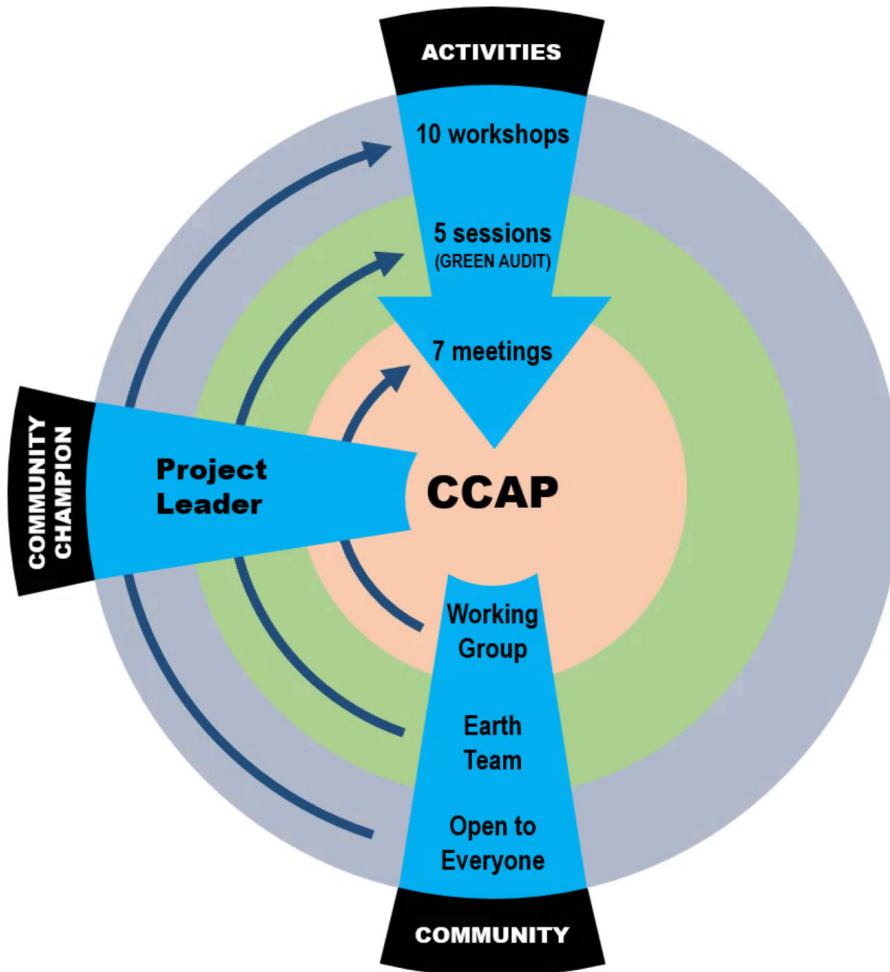 ACTIVITIES
10 workshops
5 sessions
(GREEN AUDIT)
7 meetings
COMMUNITY
CHAMPION
Project
Leader
CCAP
Working
Group
Earth
Team
Open to
Everyone
COMMUNITY